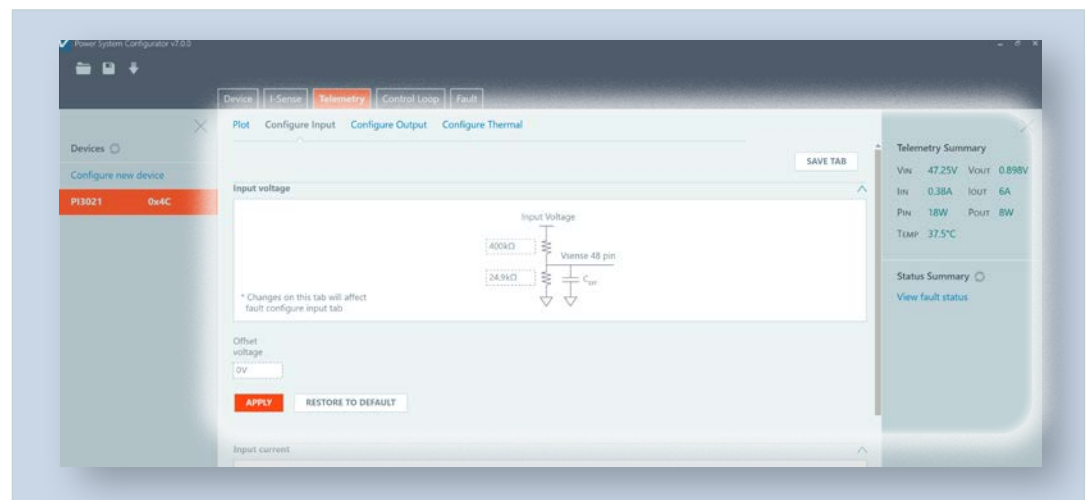 Power System Configurator v7.0.0
Device I-Sense Telemetry Control Loop Fault
Plot Configure Input Configure Output Configure Thermal
Devices
Configure new device
PI3021 0x4C
SAVE TAB
Input voltage
Input Voltage
400kΩ
Vsense 48 pin
24.9kΩ
* Changes on this tab will affect
fault configure input tab
Offset
voltage
0V
APPLY RESTORE TO DEFAULT
Input current
Telemetry Summary
VIN 47.25V VOUT 0.898V
IIN 0.38A IOUT 6A
PIN 18W POUT 8W
TEMP 37.5°C
Status Summary
View fault status